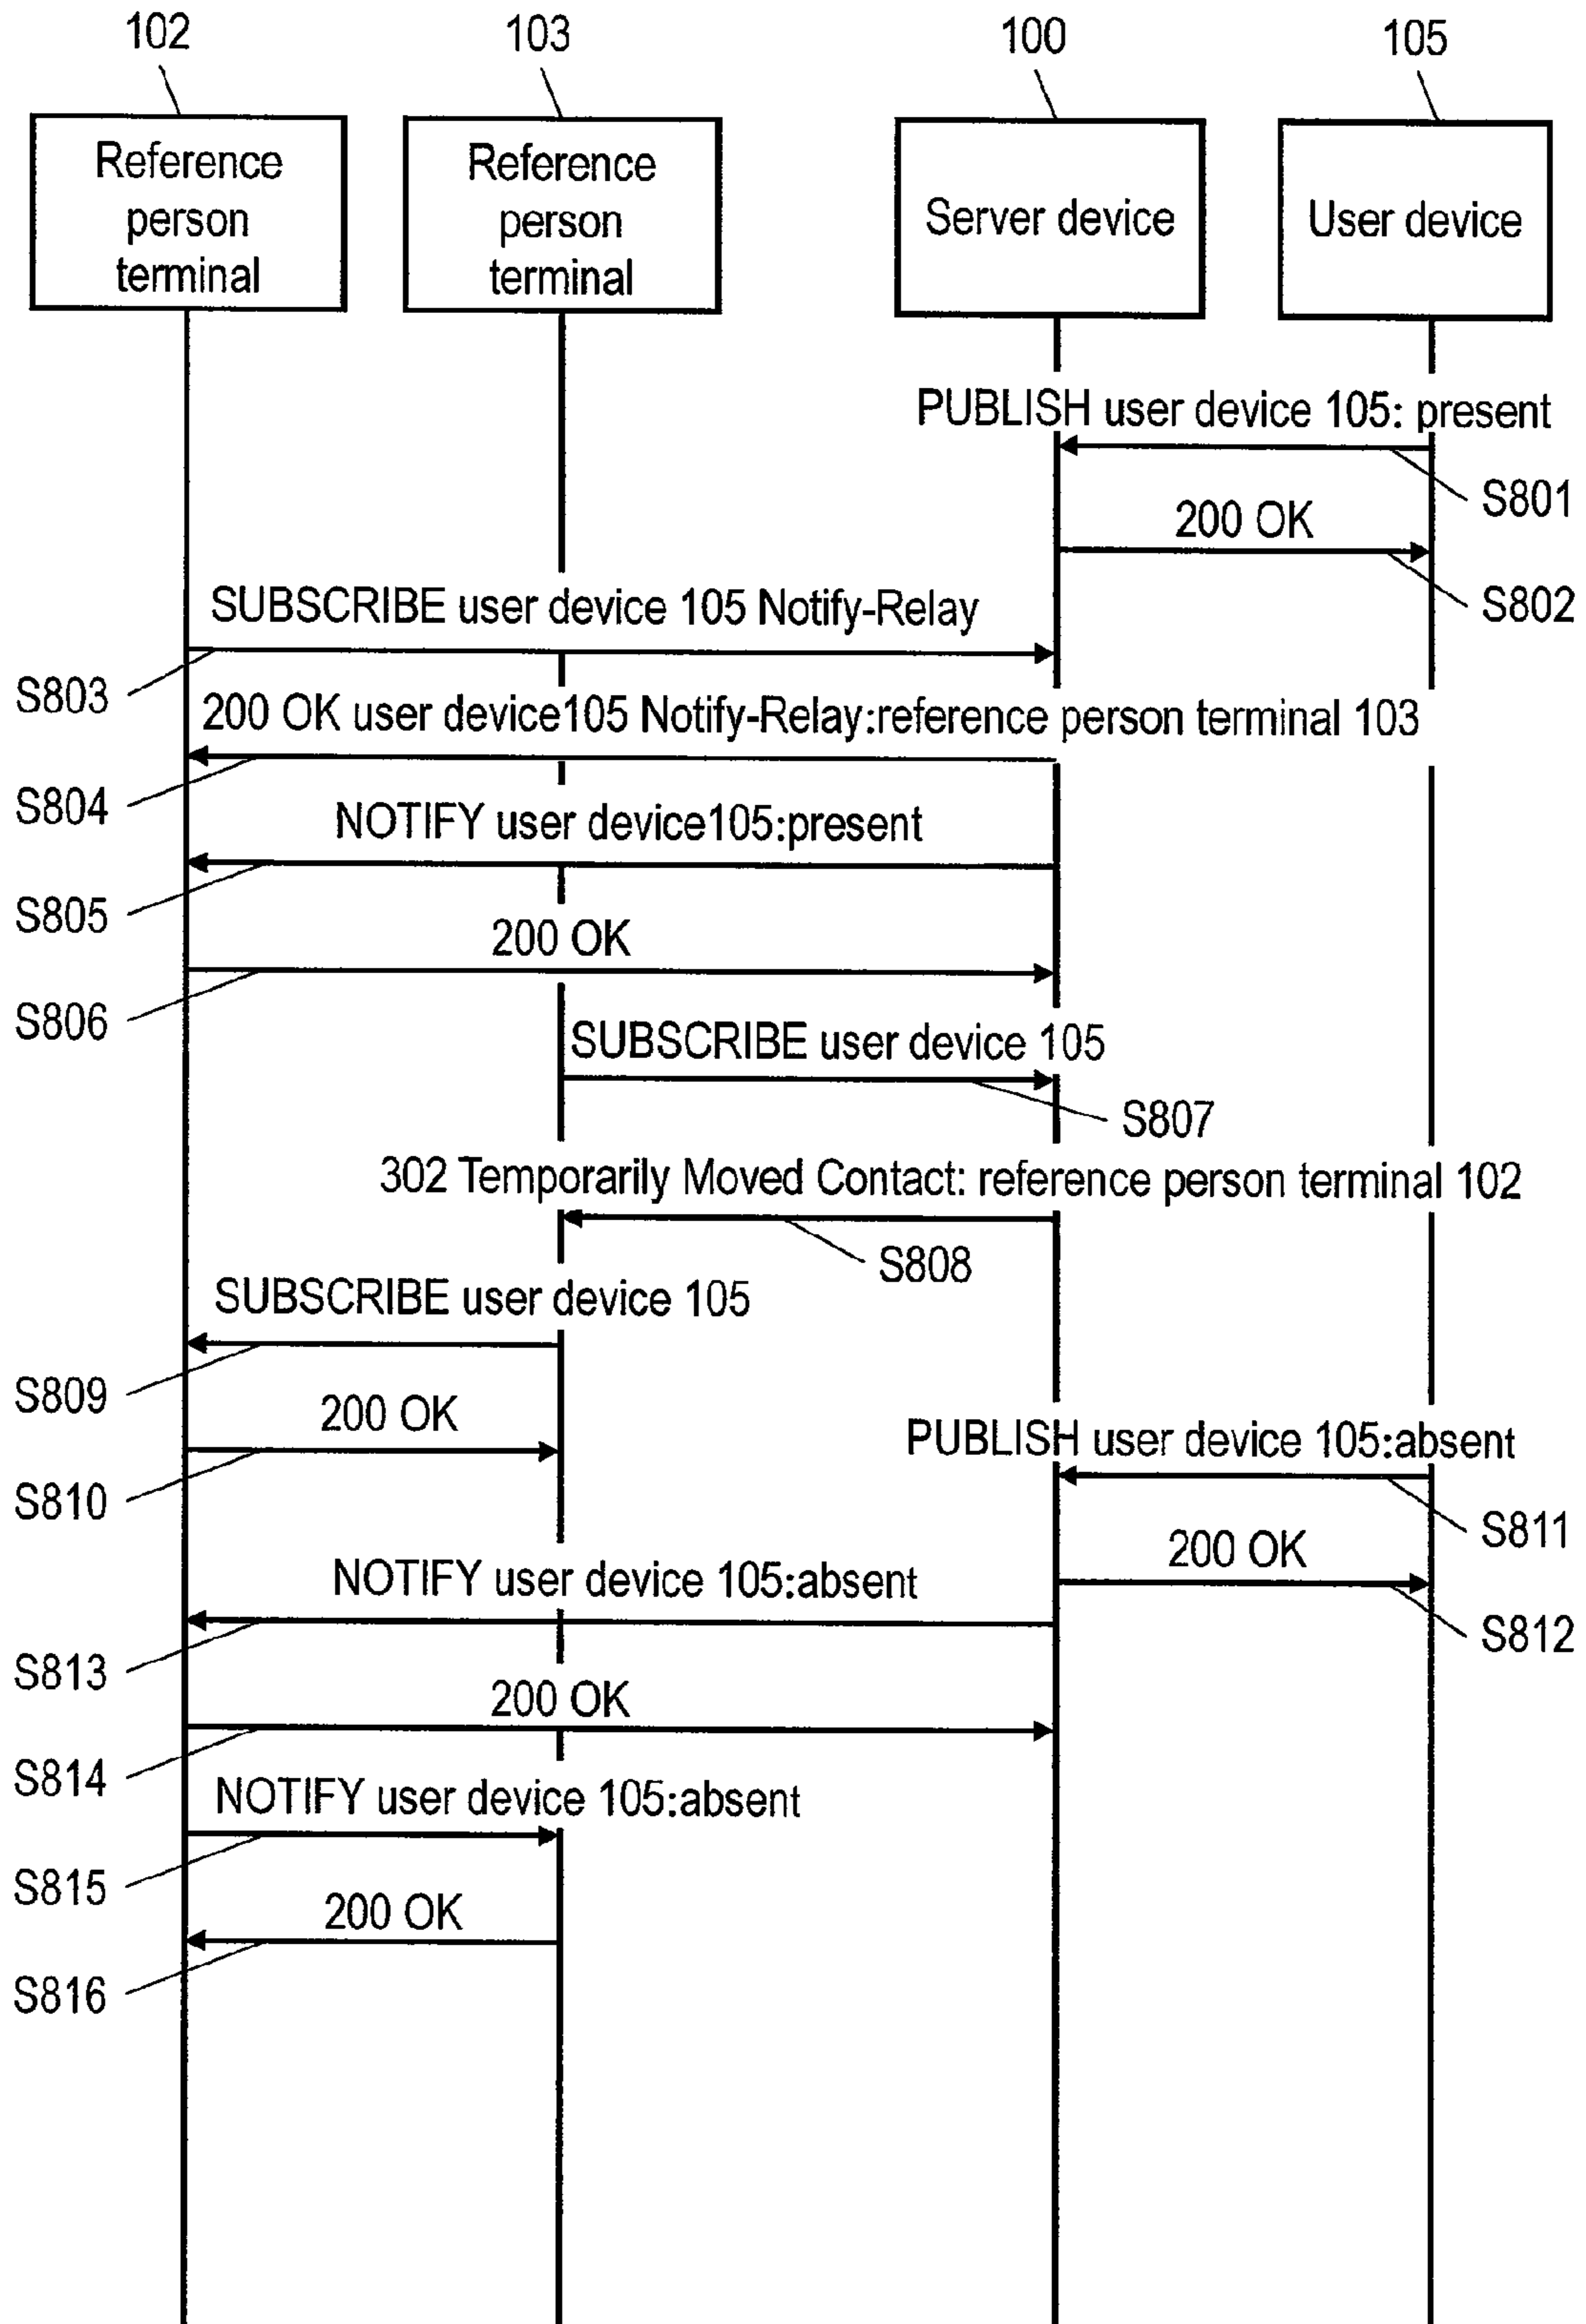 102
103
100
105
Reference
person
terminal
Reference
person
terminal
Server device
User device
PUBLISH user device 105: present
S801
200 OK
S802
SUBSCRIBE user device 105 Notify-Relay
S803
200 OK user device105 Notify-Relay:reference person terminal 103
S804
NOTIFY user device105:present
S805
200 OK
S806
SUBSCRIBE user device 105
S807
302 Temporarily Moved Contact: reference person terminal 102
S808
SUBSCRIBE user device 105
S809
200 OK
S810
PUBLISH user device 105:absent
S811
200 OK
S812
NOTIFY user device 105:absent
S813
200 OK
S814
NOTIFY user device 105:absent
S815
200 OK
S816